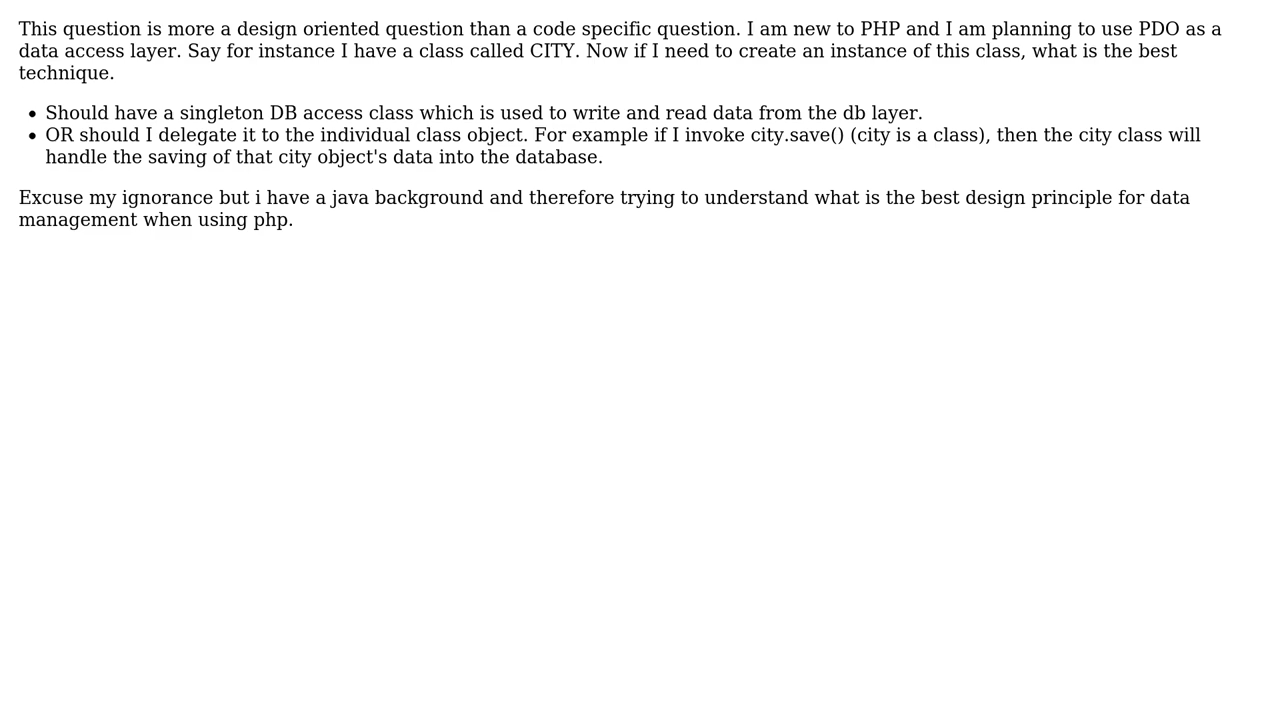 This question is more a design oriented question than a code specific question. I am new to PHP and I am planning to use PDO as a
data access layer. Say for instance I have a class called CITY. Now if I need to create an instance of this class, what is the best
technique.
• Should have a singleton DB access class which is used to write and read data from the db layer.
• OR should I delegate it to the individual class object. For example if I invoke city.save() (city is a class), then the city class will
handle the saving of that city object's data into the database.
Excuse my ignorance but i have a java background and therefore trying to understand what is the best design principle for data
management when using php.